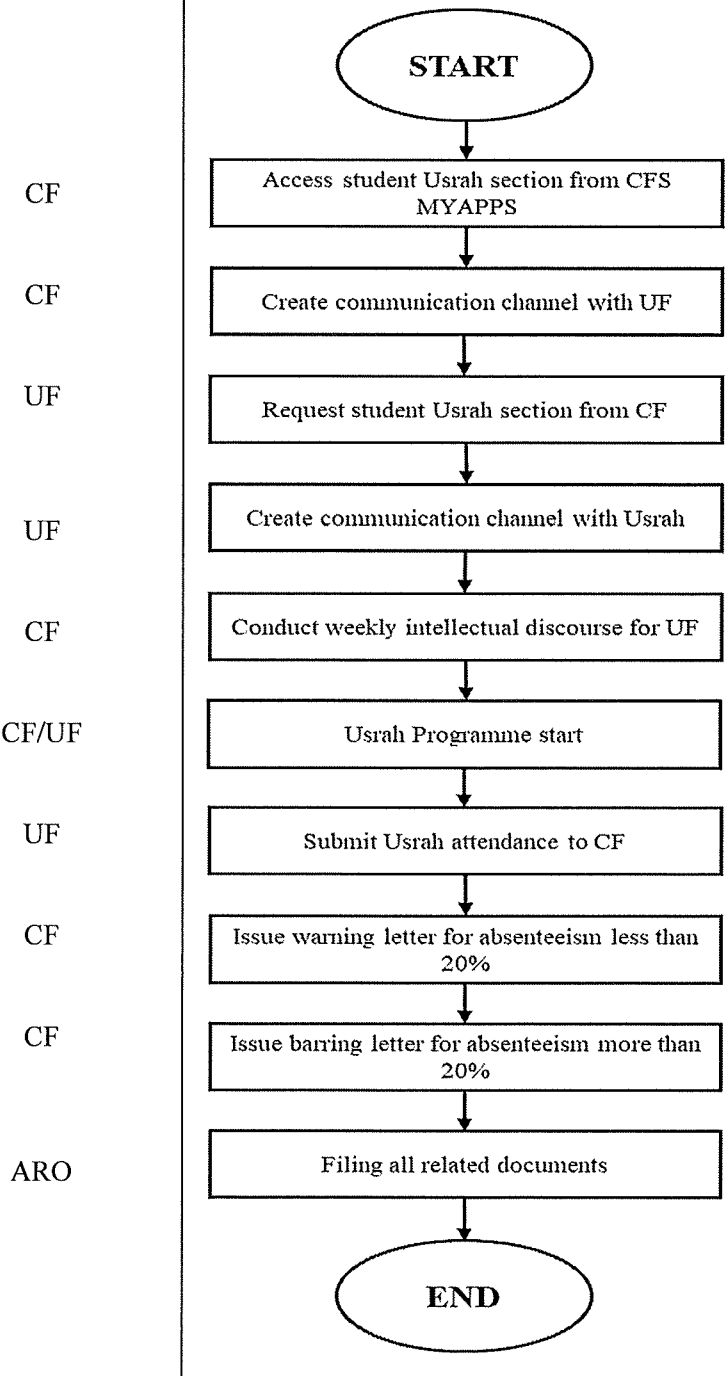 START
CF
Access student Usrah section from CFS
MYAPPS
CF
Create communication channel with UF
UF
Request student Usrah section from CF
UF
Create communication channel with Usrah
CF
Conduct weekly intellectual discourse for UF
CF/UF
Usrah Programme start
UF
Submit Usrah attendance to CF
CF
Issue warning letter for absenteeism less than
20%
CF
Issue barring letter for absenteeism more than
20%
ARO
Filing all related documents
END